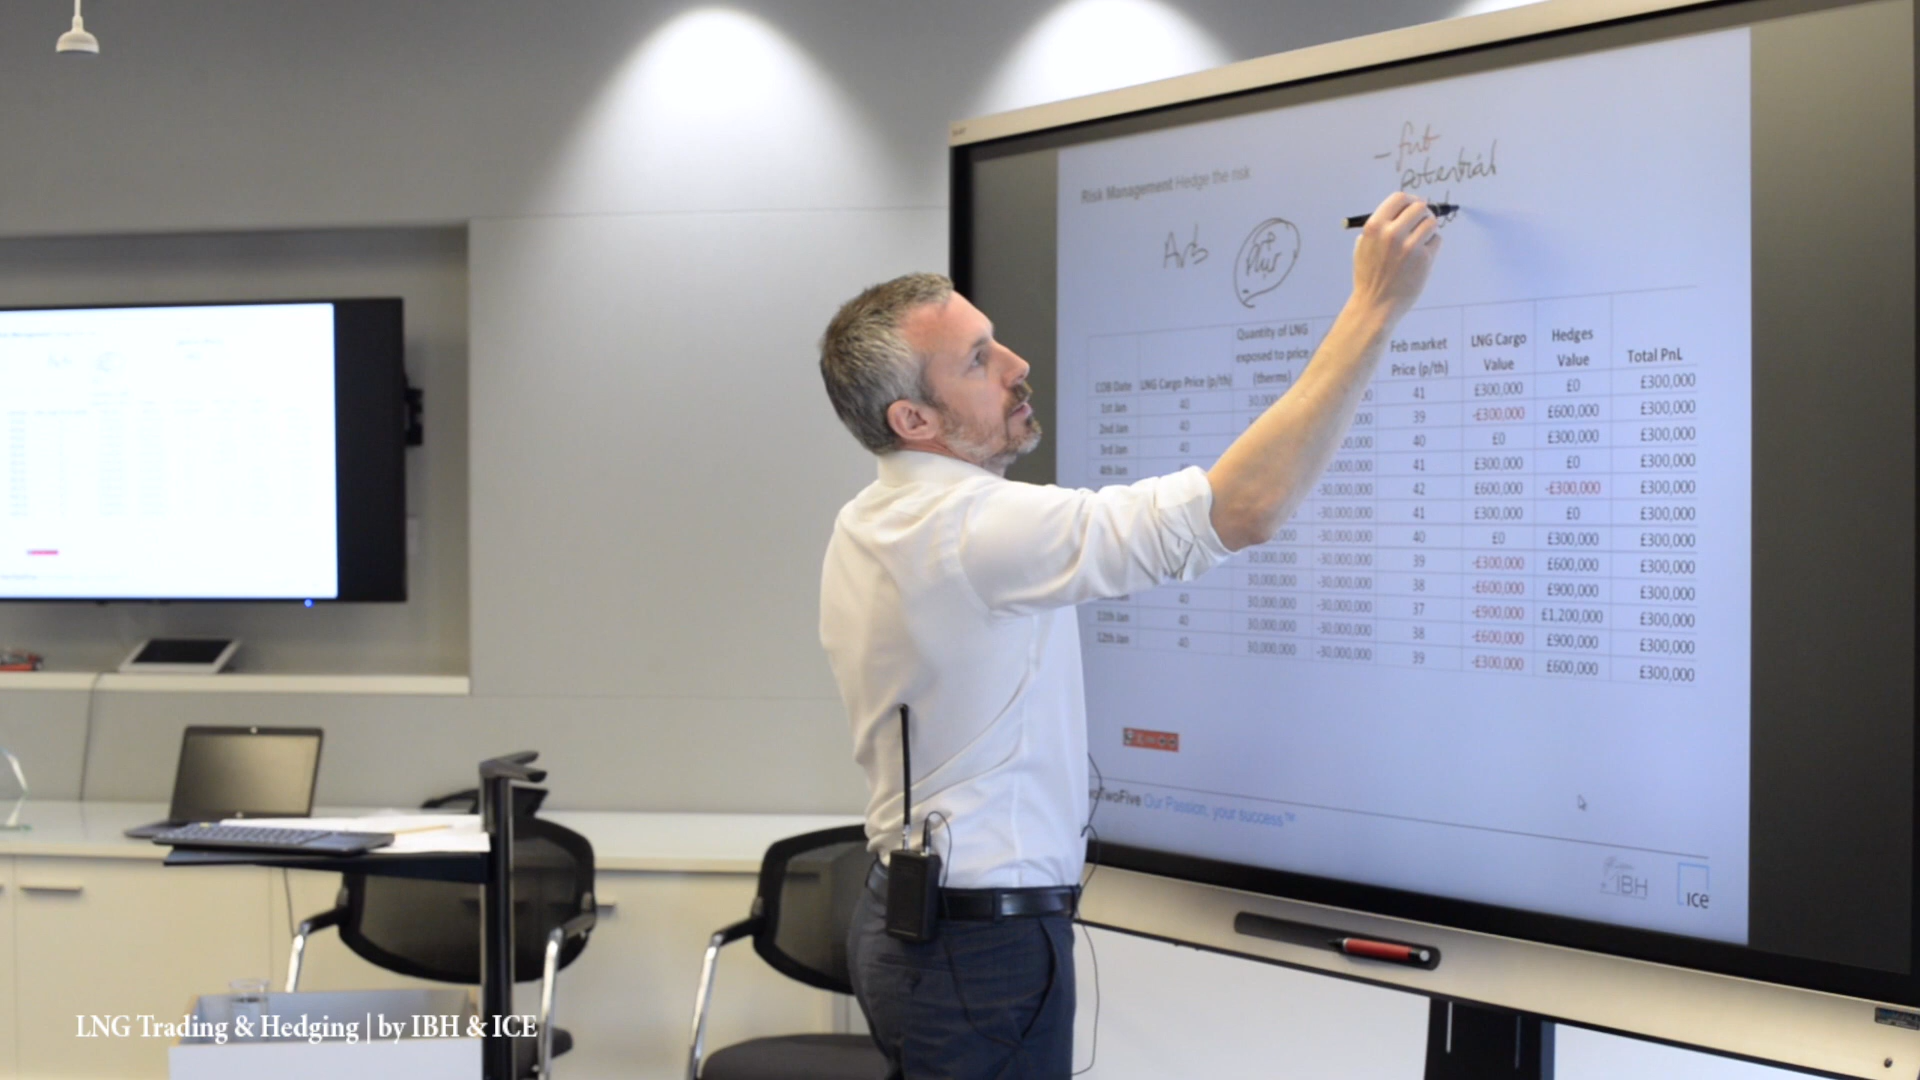 Risk Management Hedge the risk
Arb
potential
COB Date LNG Cargo Price (p/th) Quantity of LNG exposed to price (therms) Feb market Price (p/th) LNG Cargo Value Hedges Value Total PnL
1st Jan 40 41 £300,000 £0 £300,000
2nd Jan 40 39 -£300,000 £600,000 £300,000
3rd Jan 40 40 £0 £300,000 £300,000
4th Jan 41 £300,000 £0 £300,000
-30,000,000 42 £600,000 -£300,000 £300,000
-30,000,000 41 £300,000 £0 £300,000
-30,000,000 40 £0 £300,000 £300,000
30,000,000 -30,000,000 39 -£300,000 £600,000 £300,000
30,000,000 -30,000,000 38 -£600,000 £900,000 £300,000
40 30,000,000 -30,000,000 37 -£900,000 £1,200,000 £300,000
11th Jan 40 30,000,000 -30,000,000 38 -£600,000 £900,000 £300,000
12th Jan 40 30,000,000 -30,000,000 39 -£300,000 £600,000 £300,000
TwoFive Our Passion, your success™
IBH
ICE
LNG Trading & Hedging | by IBH & ICE